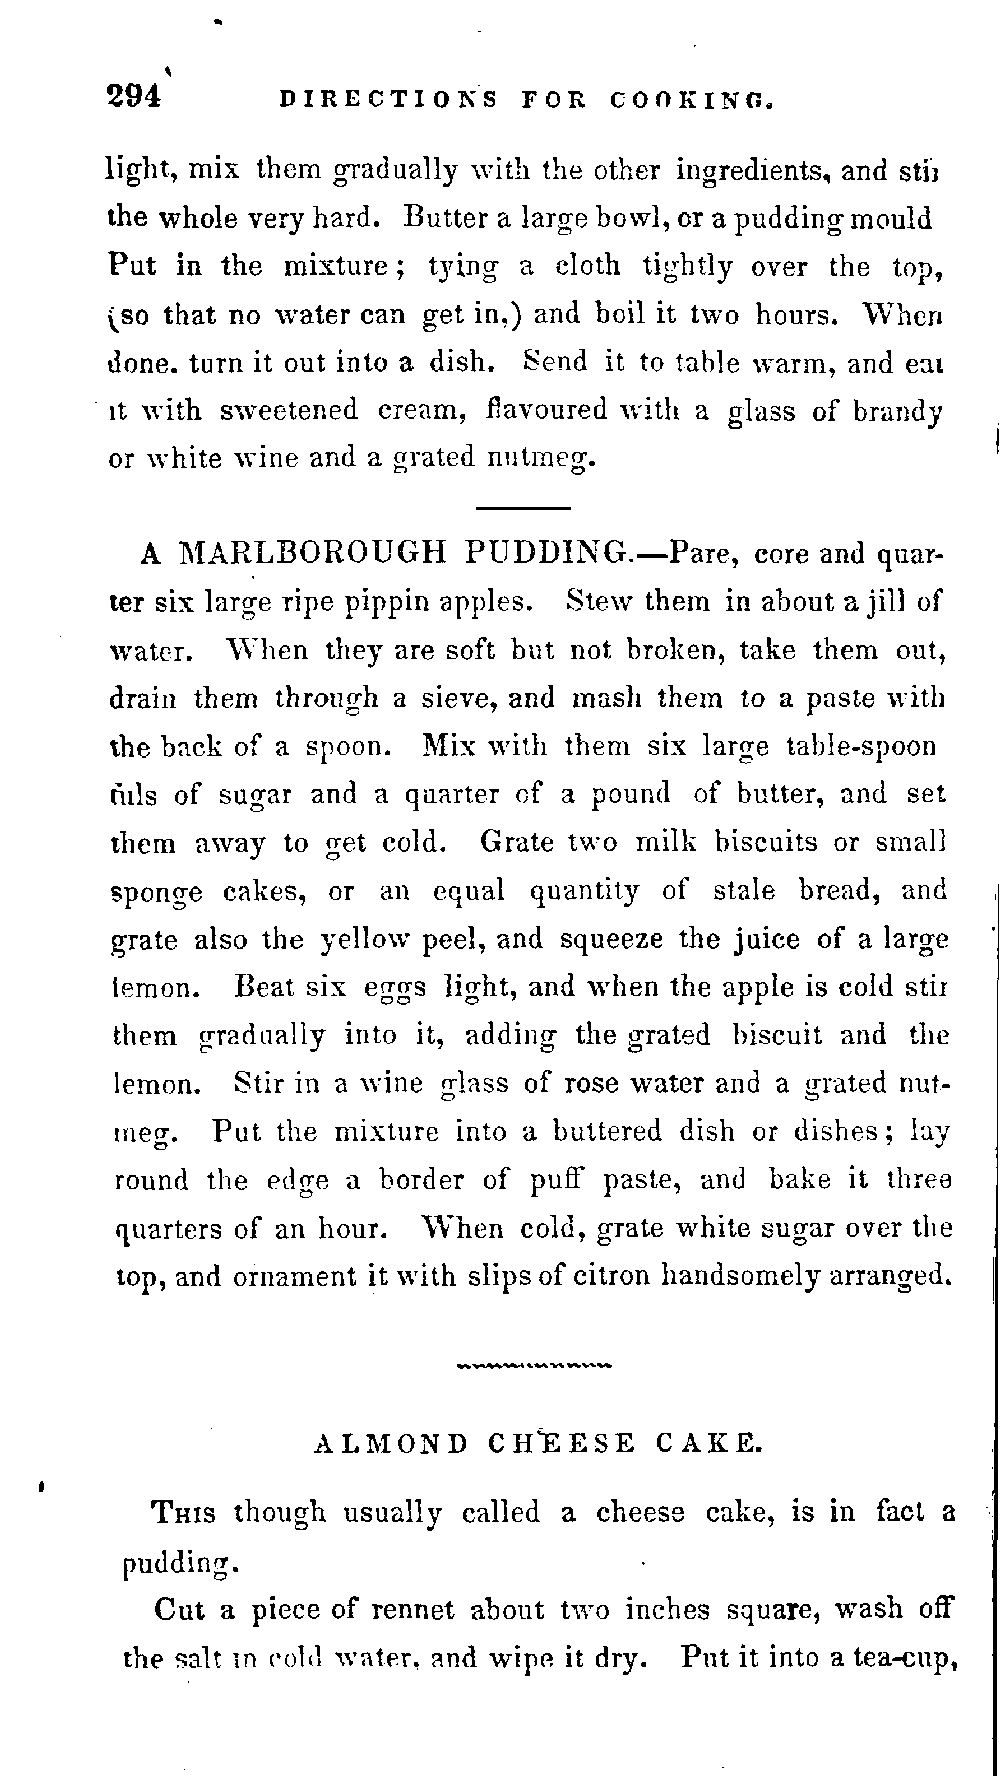 294 DIRECTIONS FOR COOKING.
light, mix them gradually with the other ingredients, and stir
the whole very hard. Butter a large bowl, or a pudding mould
Put in the mixture; tying a cloth tightly over the top,
(so that no water can get in,) and boil it two hours. When
done. turn it out into a dish. Send it to table warm, and eat
it with sweetened cream, flavoured with a glass of brandy
or white wine and a grated nutmeg.
A MARLBOROUGH PUDDING.—Pare, core and quar-
ter six large ripe pippin apples. Stew them in about a jill of
water. When they are soft but not broken, take them out,
drain them through a sieve, and mash them to a paste with
the back of a spoon. Mix with them six large table-spoon
fuls of sugar and a quarter of a pound of butter, and set
them away to get cold. Grate two milk biscuits or small
sponge cakes, or an equal quantity of stale bread, and
grate also the yellow peel, and squeeze the juice of a large
lemon. Beat six eggs light, and when the apple is cold stir
them gradually into it, adding the grated biscuit and the
lemon. Stir in a wine glass of rose water and a grated nut-
meg. Put the mixture into a buttered dish or dishes; lay
round the edge a border of puff paste, and bake it three
quarters of an hour. When cold, grate white sugar over the
top, and ornament it with slips of citron handsomely arranged.
ALMOND CHEESE CAKE.
THIS though usually called a cheese cake, is in fact a
pudding.
Cut a piece of rennet about two inches square, wash off
the salt in cold water, and wipe it dry. Put it into a tea-cup,